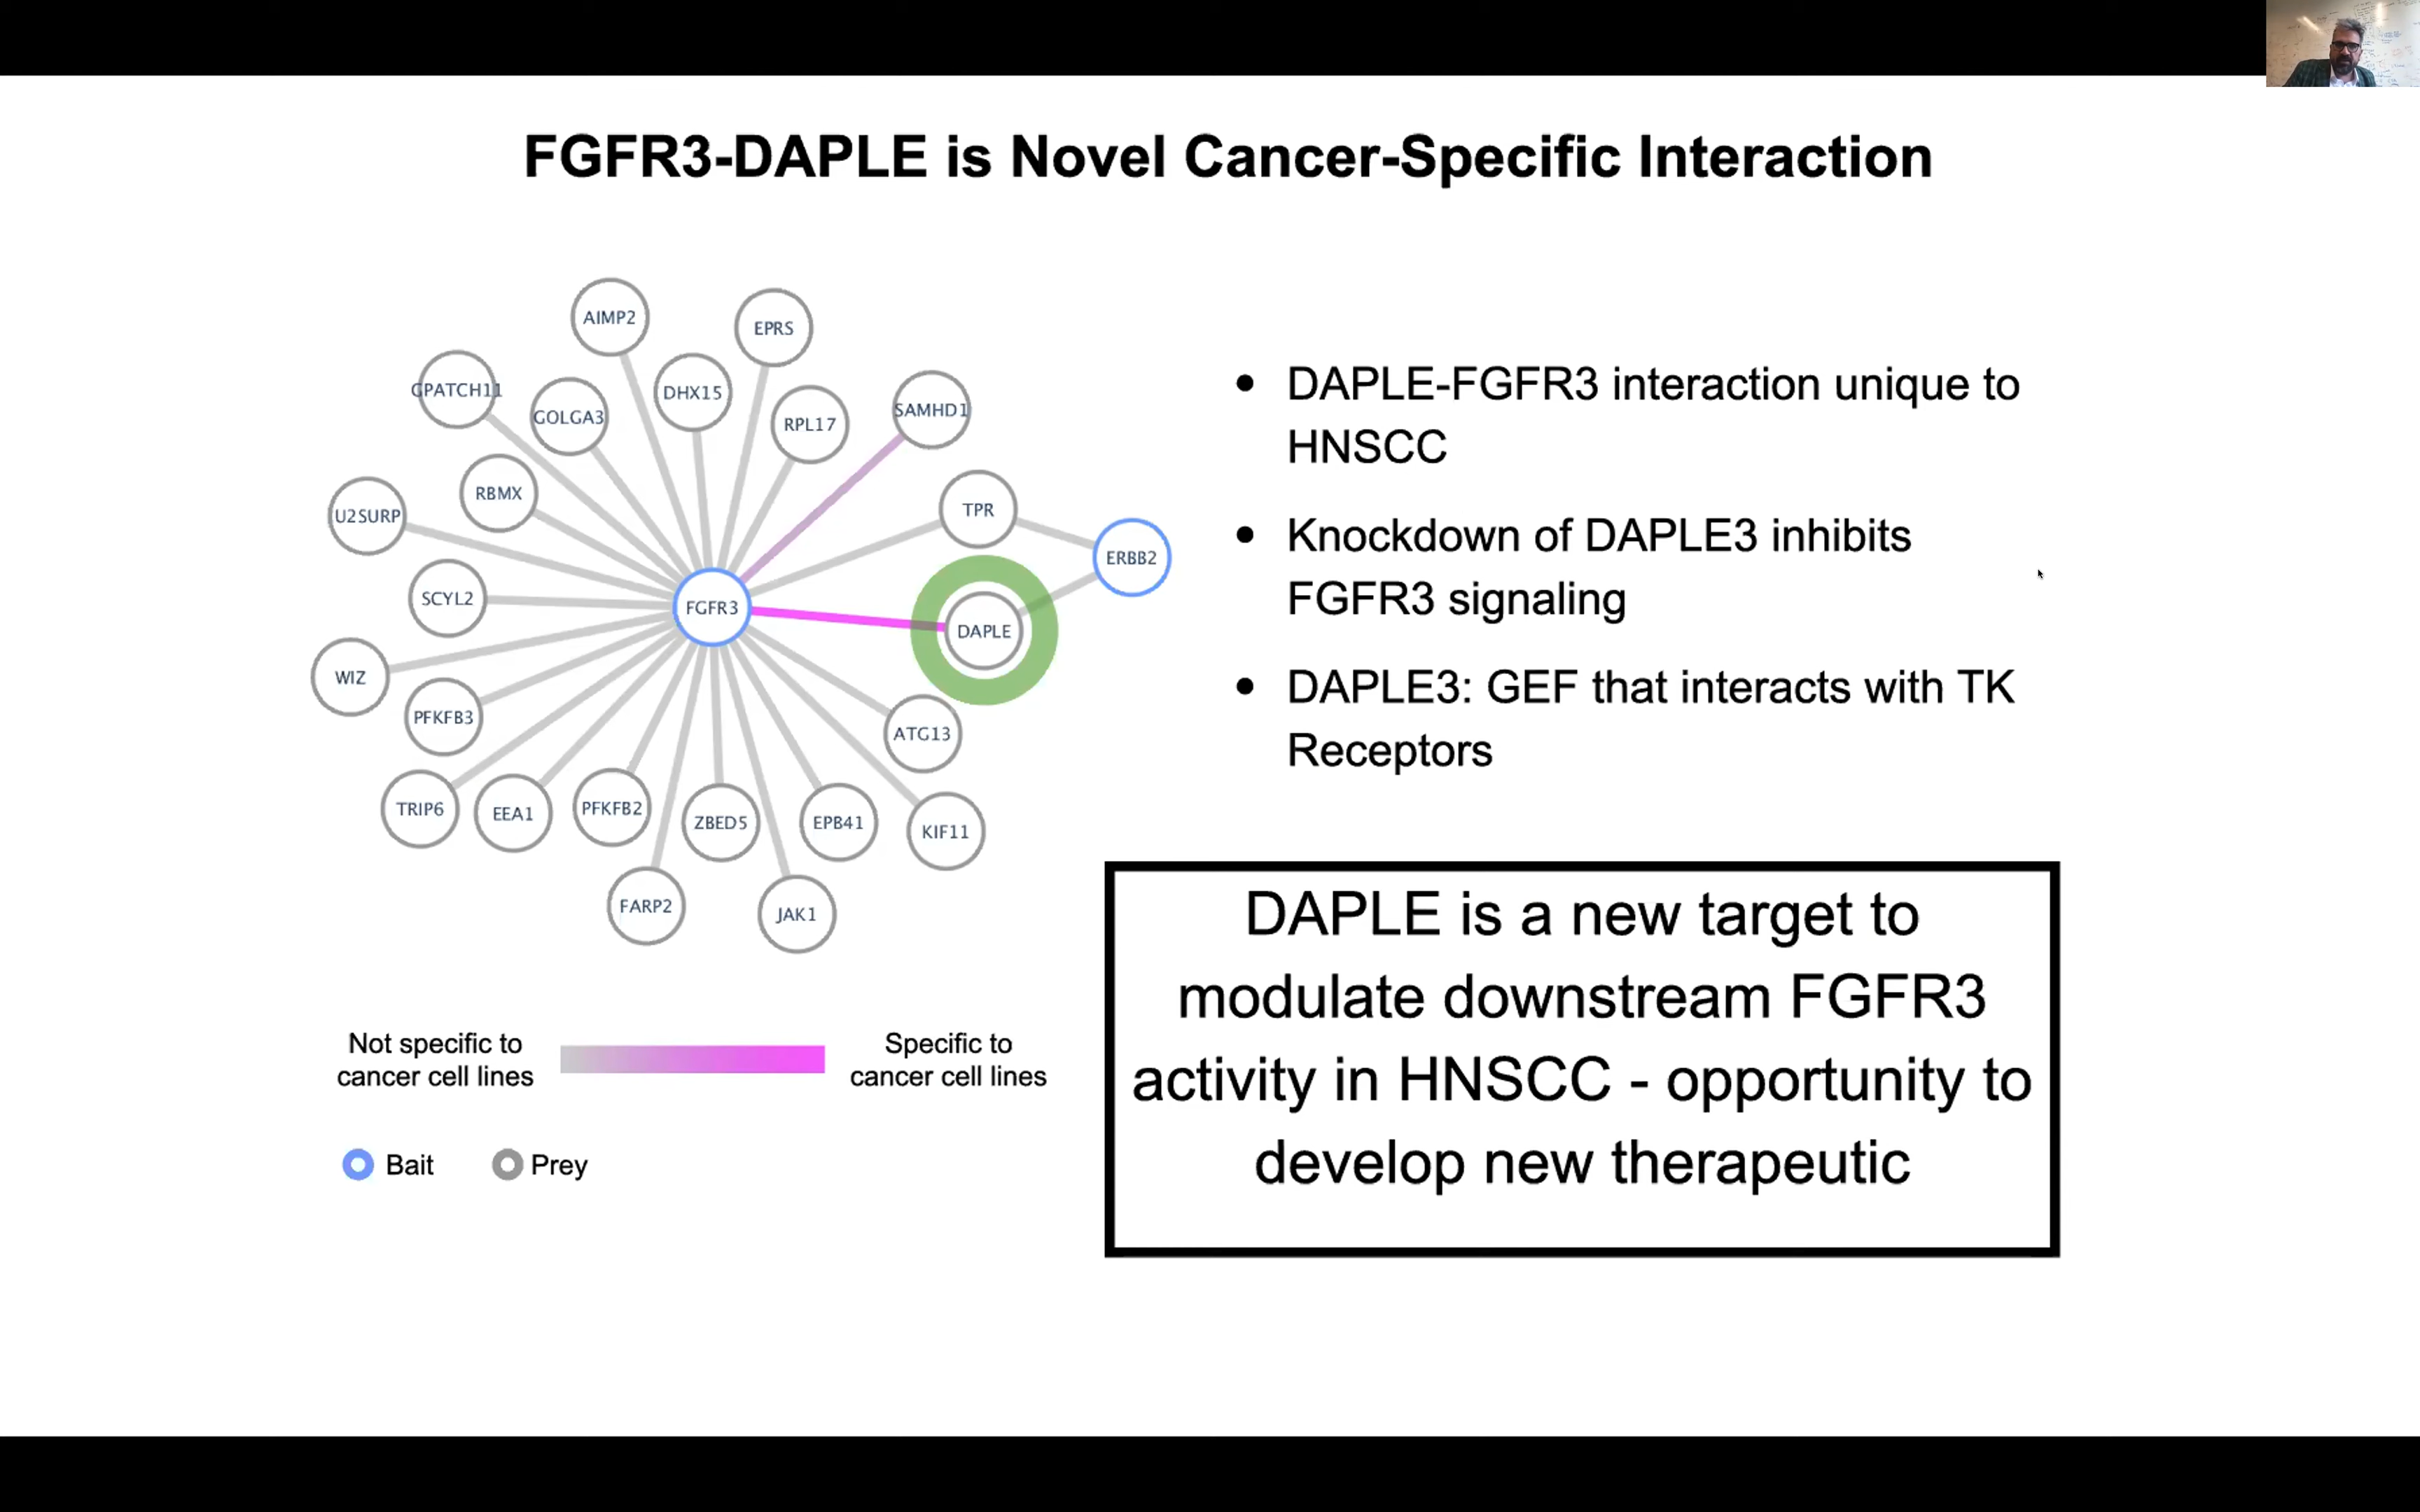 FGFR3-DAPLE is Novel Cancer-Specific Interaction
AIMP2
EPRS
GPATCH11
GOLGA3
DHX15
RPL17
SAMHD1
U2SURP
RBMX
TPR
ERBB2
SCYL2
FGFR3
DAPLE
WIZ
PFKFB3
ATG13
TRIP6
EEA1
PFKFB2
ZBED5
EPB41
KIF11
FARP2
JAK1
Not specific to
cancer cell lines
Specific to
cancer cell lines
Bait
Prey
• DAPLE-FGFR3 interaction unique to
HNSCC
• Knockdown of DAPLE3 inhibits
FGFR3 signaling
• DAPLE3: GEF that interacts with TK
Receptors
DAPLE is a new target to
modulate downstream FGFR3
activity in HNSCC - opportunity to
develop new therapeutic